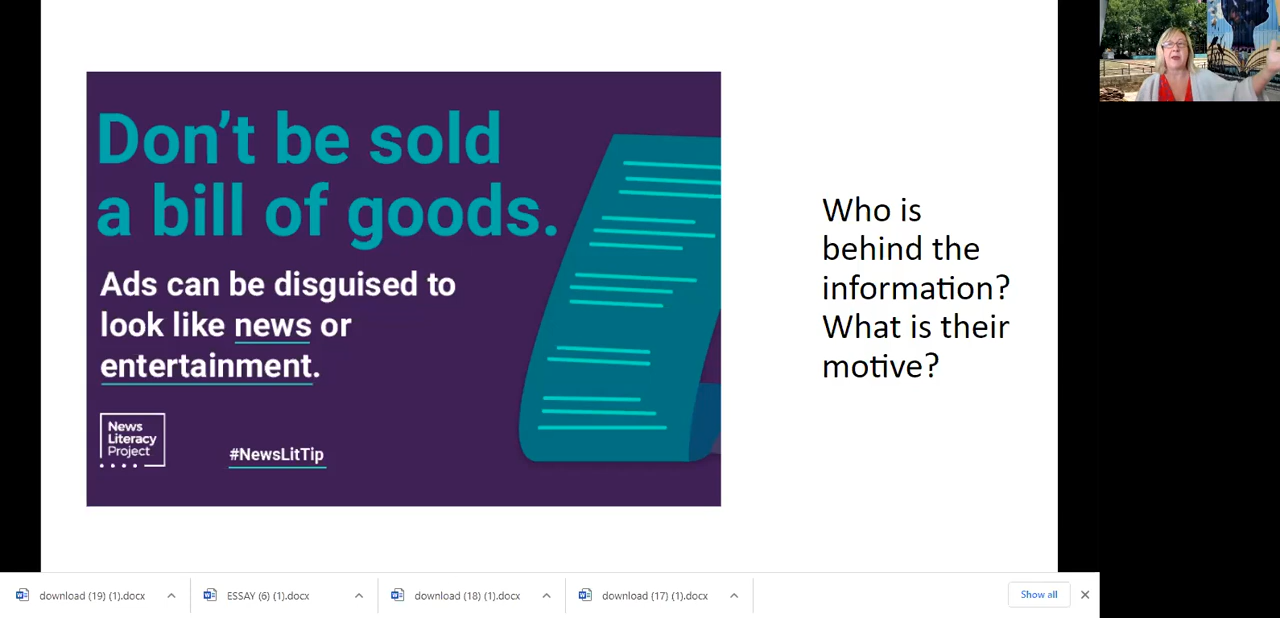 Don't be sold
a bill of goods.
Ads can be disguised to
look like news or
entertainment.
News
Literacy
Project
#NewsLitTip
Who is
behind the
information?
What is their
motive?
download (19) (1).docx
ESSAY (6) (1).docx
download (18) (1).docx
download (17) (1).docx
Show all